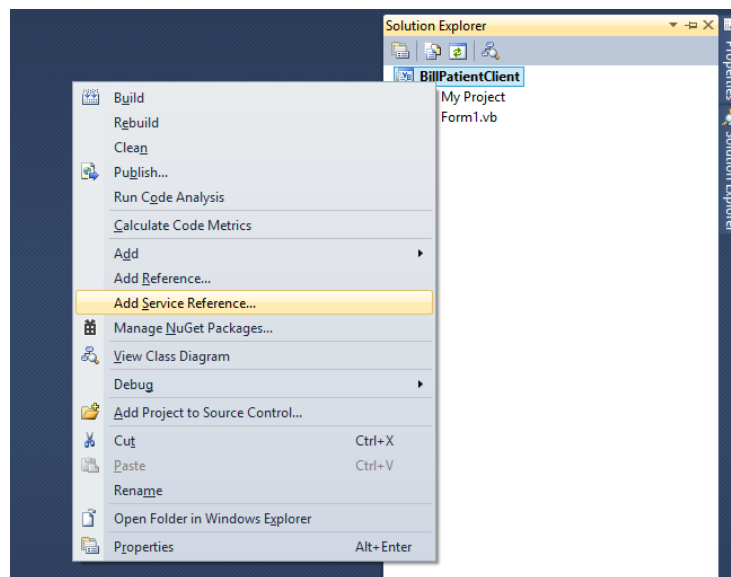 Solution Explorer
BillPatientClient
My Project
Form1.vb
Build
Rebuild
Clean
Publish...
Run Code Analysis
Calculate Code Metrics
Add
Add Reference...
Add Service Reference...
Manage NuGet Packages...
View Class Diagram
Debug
Add Project to Source Control...
Cut Ctrl+X
Paste Ctrl+V
Rename
Open Folder in Windows Explorer
Properties Alt+Enter
Properties
Solution Explorer